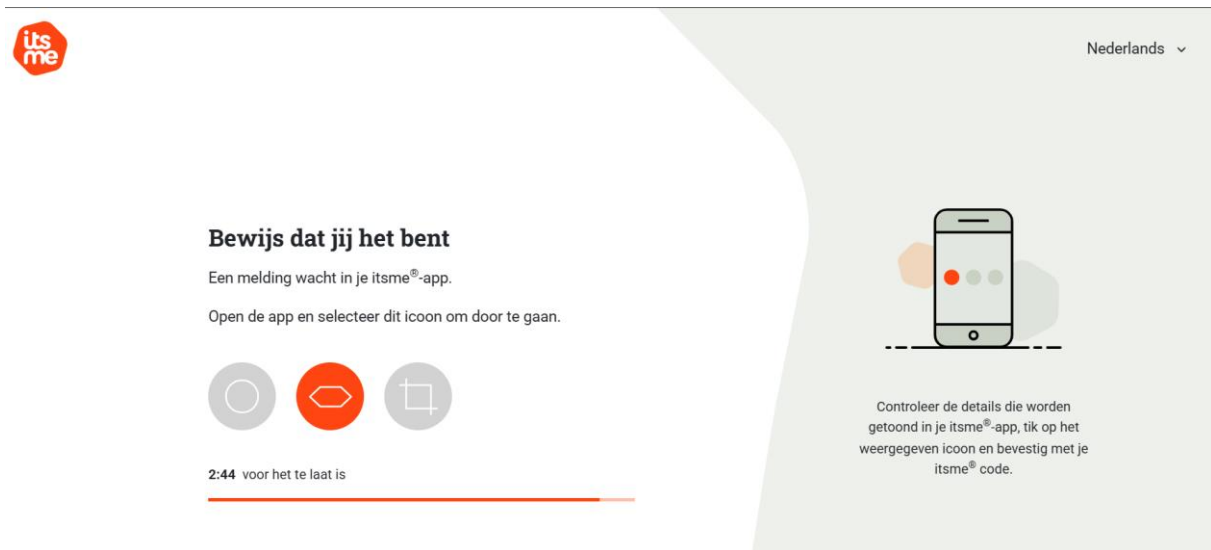 its
me
Nederlands
Bewijs dat jij het bent
Een melding wacht in je itsme®-app.
Open de app en selecteer dit icoon om door te gaan.
2:44 voor het te laat is
Controleer de details die worden
getoond in je itsme®-app, tik op het
weergegeven icoon en bevestig met je
itsme® code.